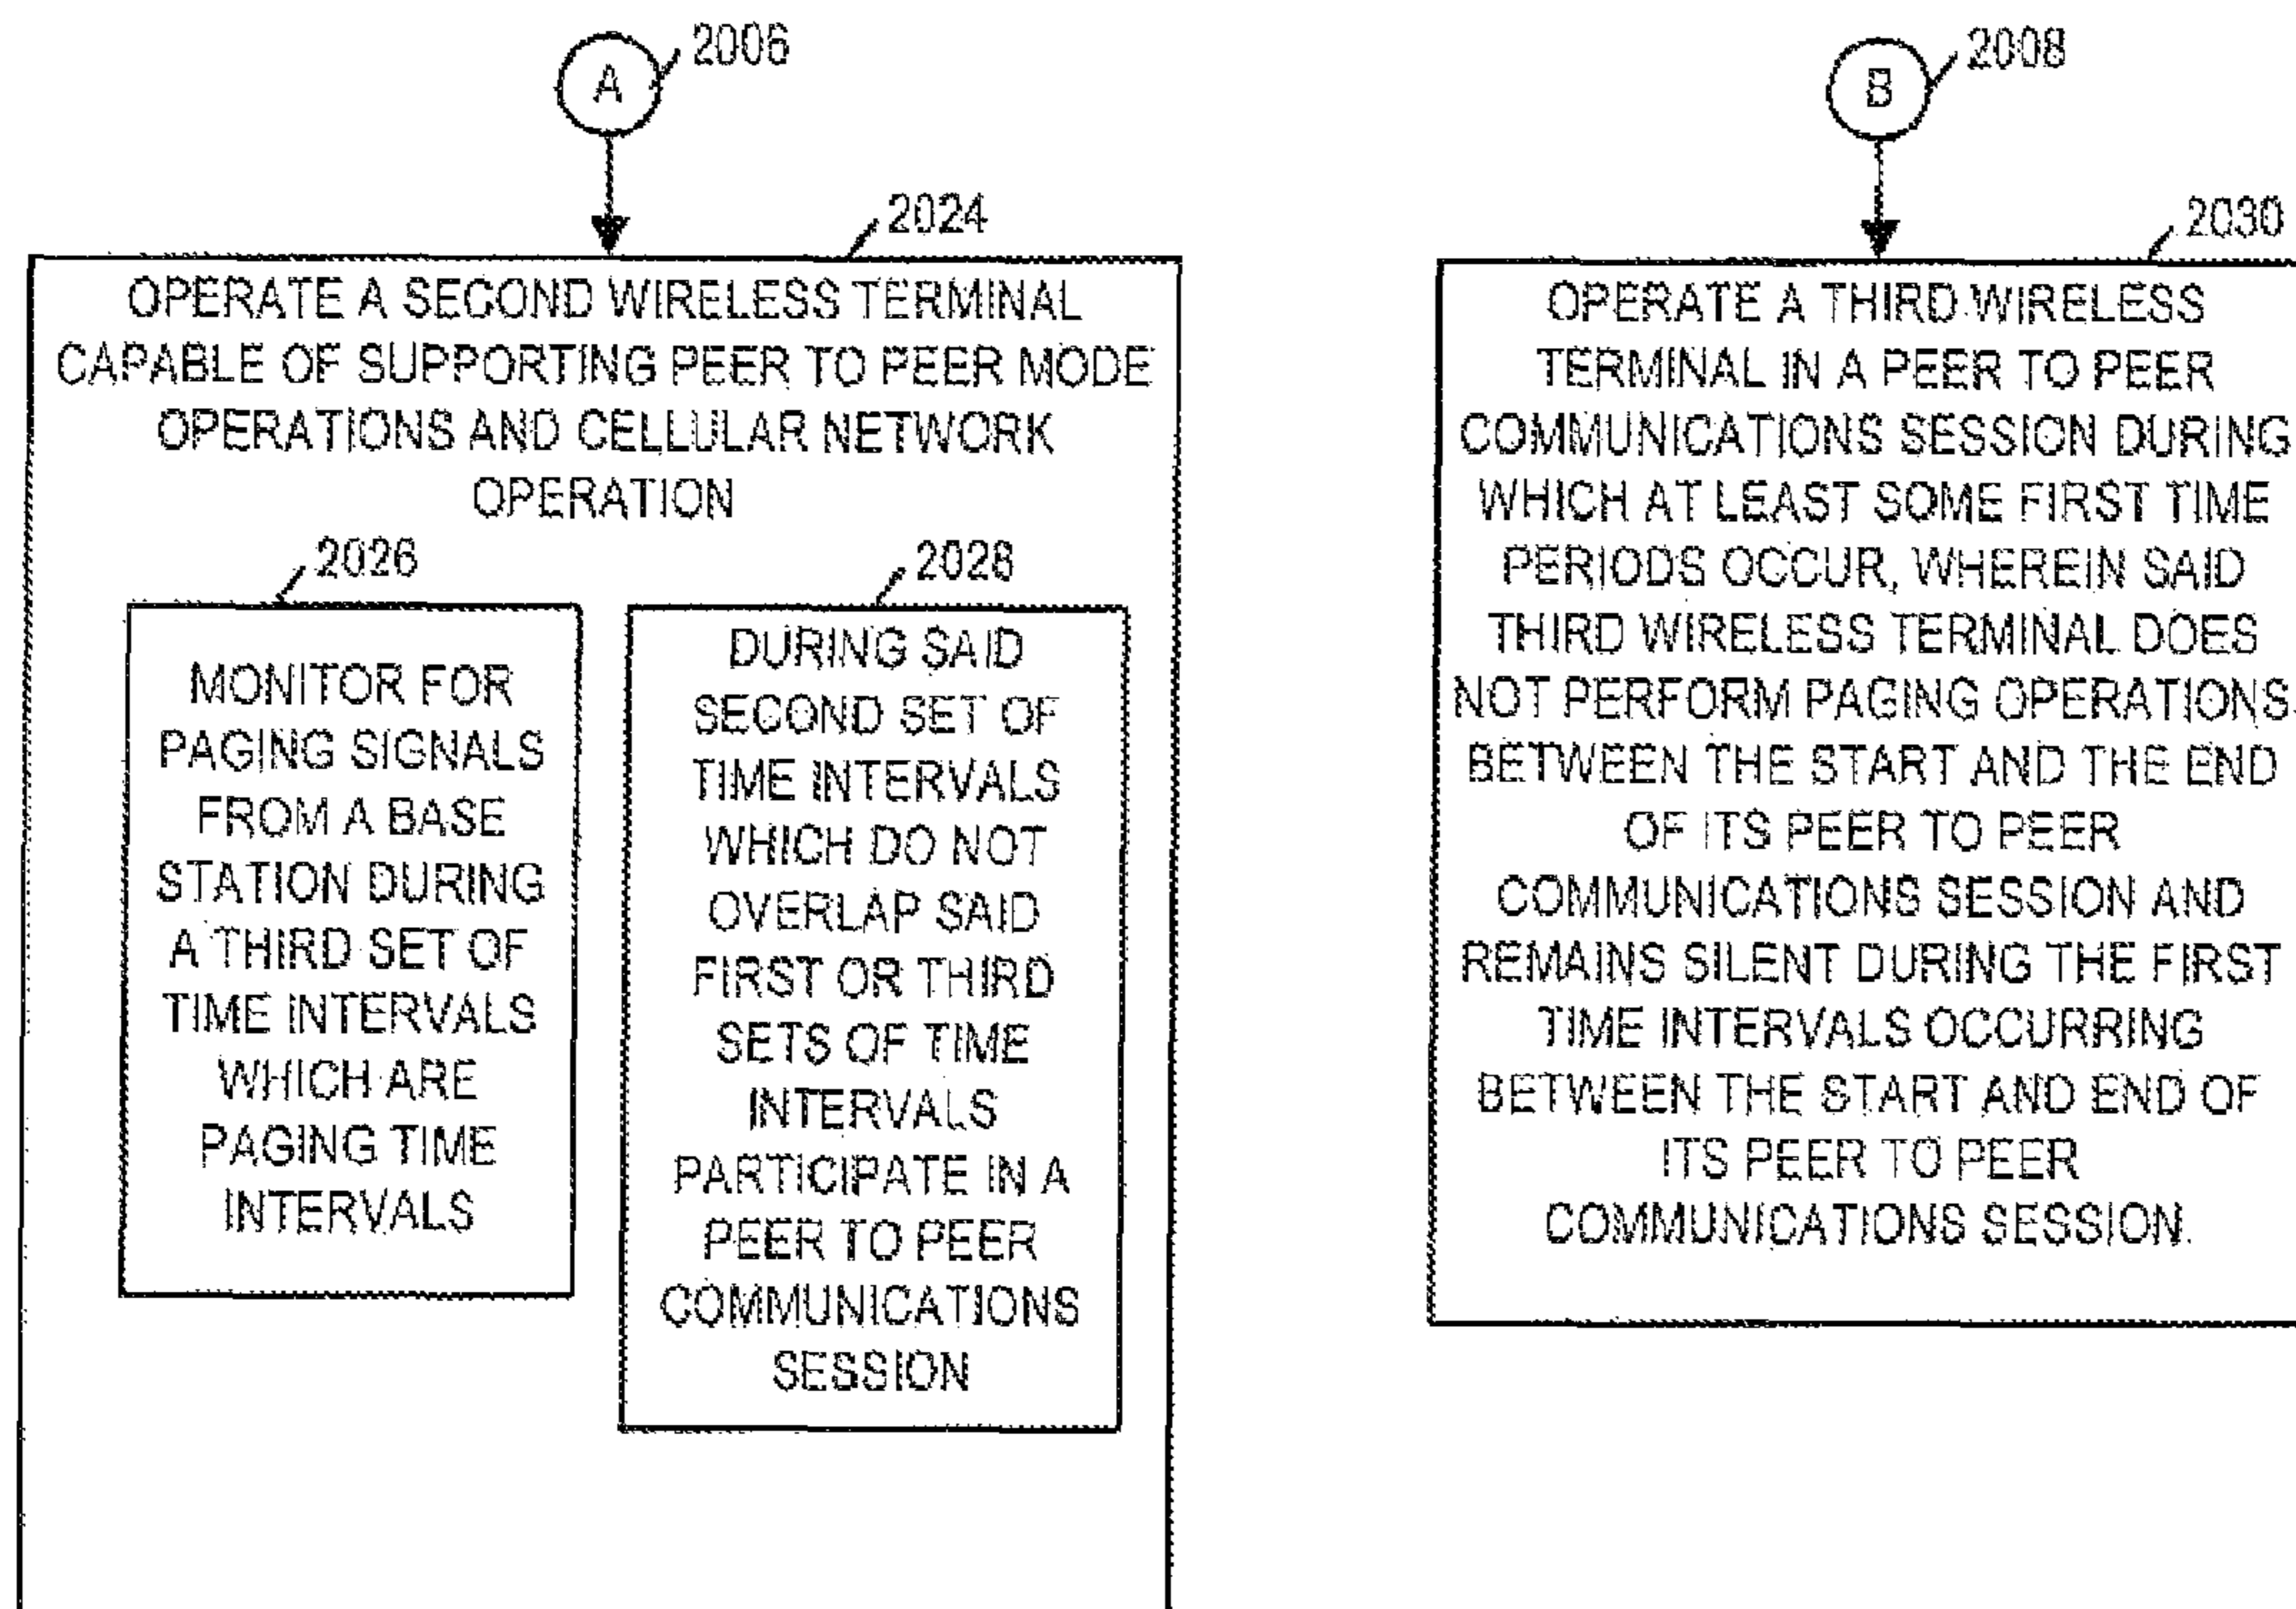 A
2006
2024
OPERATE A SECOND WIRELESS TERMINAL
CAPABLE OF SUPPORTING PEER TO PEER MODE
OPERATIONS AND CELLULAR NETWORK
OPERATION
2026
MONITOR FOR
PAGING SIGNALS
FROM A BASE
STATION DURING
A THIRD SET OF
TIME INTERVALS
WHICH ARE
PAGING TIME
INTERVALS
2028
DURING SAID
SECOND SET OF
TIME INTERVALS
WHICH DO NOT
OVERLAP SAID
FIRST OR THIRD
SETS OF TIME
INTERVALS
PARTICIPATE IN A
PEER TO PEER
COMMUNICATIONS
SESSION
B
2008
2030
OPERATE A THIRD WIRELESS
TERMINAL IN A PEER TO PEER
COMMUNICATIONS SESSION DURING
WHICH AT LEAST SOME FIRST TIME
PERIODS OCCUR, WHEREIN SAID
THIRD WIRELESS TERMINAL DOES
NOT PERFORM PAGING OPERATIONS
BETWEEN THE START AND THE END
OF ITS PEER TO PEER
COMMUNICATIONS SESSION AND
REMAINS SILENT DURING THE FIRST
TIME INTERVALS OCCURRING
BETWEEN THE START AND END OF
ITS PEER TO PEER
COMMUNICATIONS SESSION.